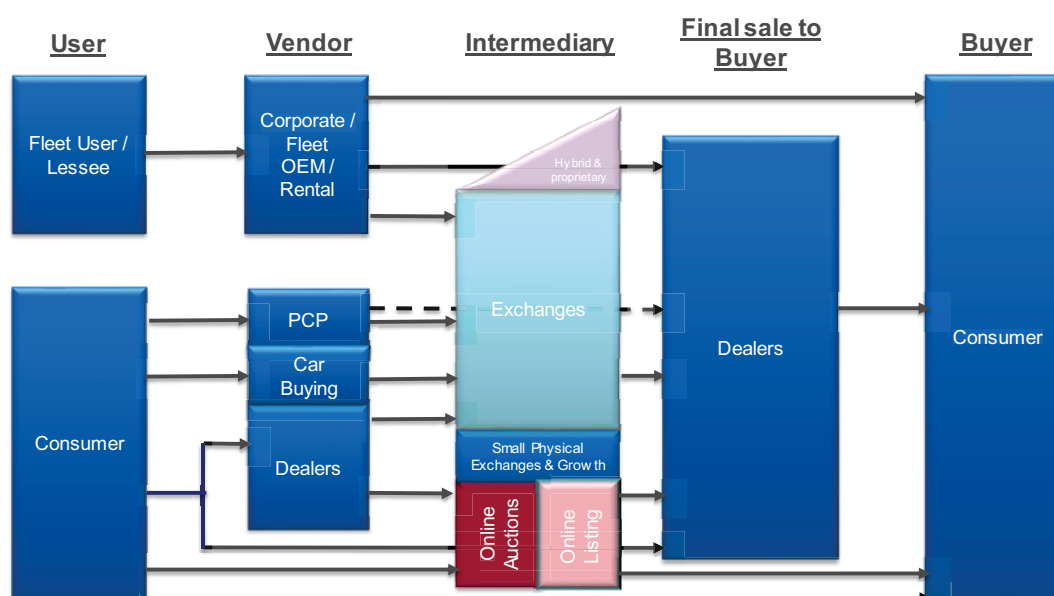 User
Vendor
Intermediary
Final sale to
Buyer
Buyer
Fleet User /
Lessee
Corporate /
Fleet
OEM /
Rental
Hybrid &
proprietary
Exchanges
Dealers
Consumer
Consumer
PCP
Car
Buying
Dealers
Small Physical
Exchanges & Growth
Online
Auctions
Online
Listing